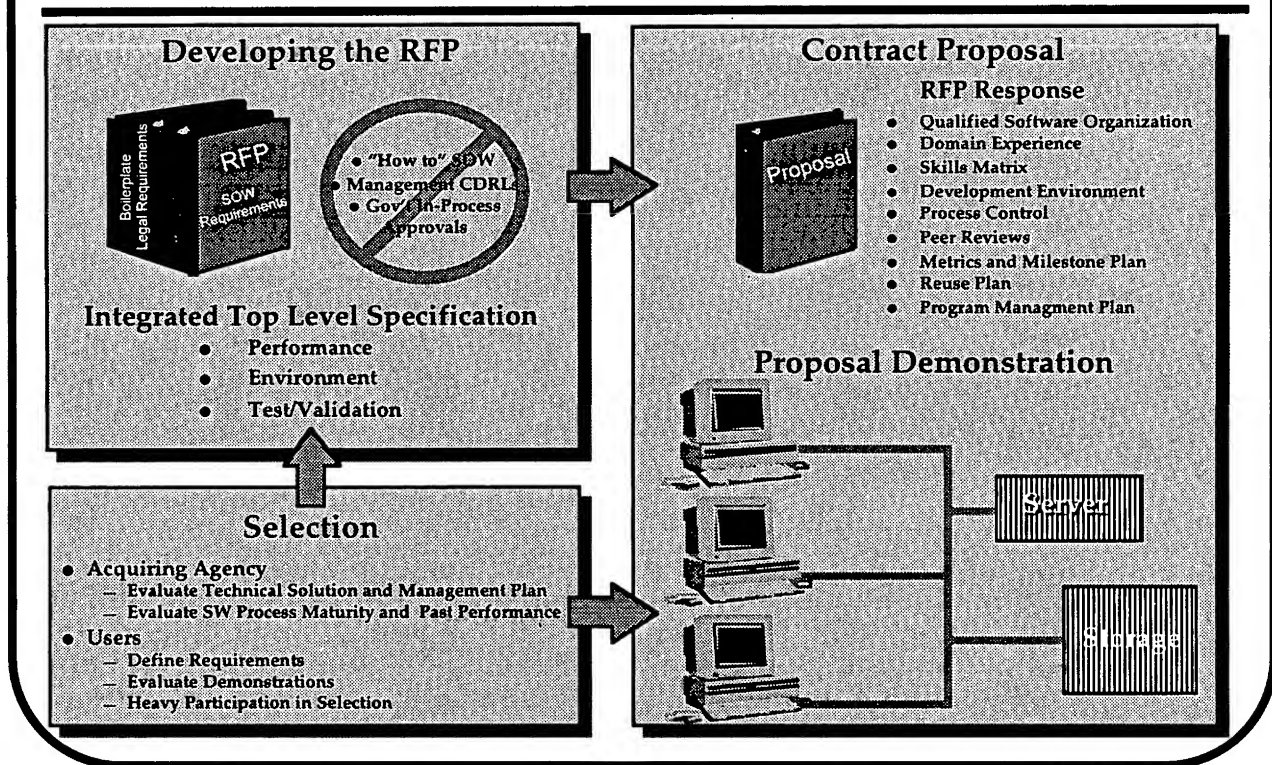 Developing the RFP
Boilerplate
Legal Requirements
RFP
SOW
Requirements
● "How to" SOW
● Management CDRLs
● Gov't In-Process
Approvals
Integrated Top Level Specification
● Performance
● Environment
● Test/Validation
Selection
● Acquiring Agency
— Evaluate Technical Solution and Management Plan
— Evaluate SW Process Maturity and Past Performance
● Users
— Define Requirements
— Evaluate Demonstrations
— Heavy Participation in Selection
Contract Proposal
RFP Response
Proposal
● Qualified Software Organization
● Domain Experience
● Skills Matrix
● Development Environment
● Process Control
● Peer Reviews
● Metrics and Milestone Plan
● Reuse Plan
● Program Managment Plan
Proposal Demonstration
Server
Storage